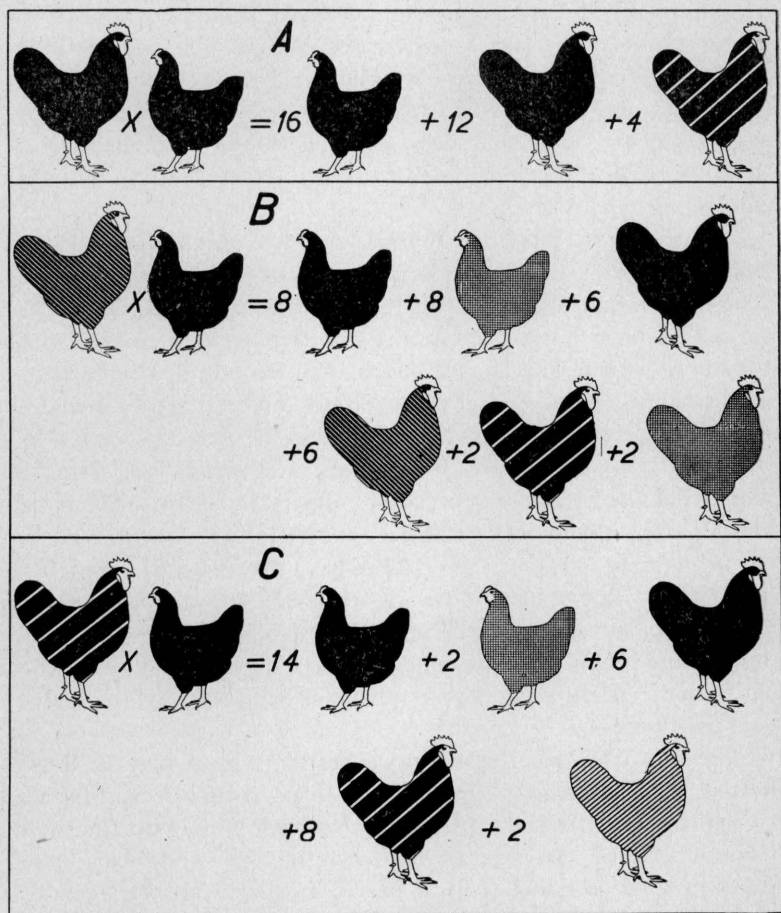 A
X = 16 + 12 + 4
B
X = 8 + 8 + 6
+6 +2 +2
C
X = 14 + 2 + 6
+8 + 2